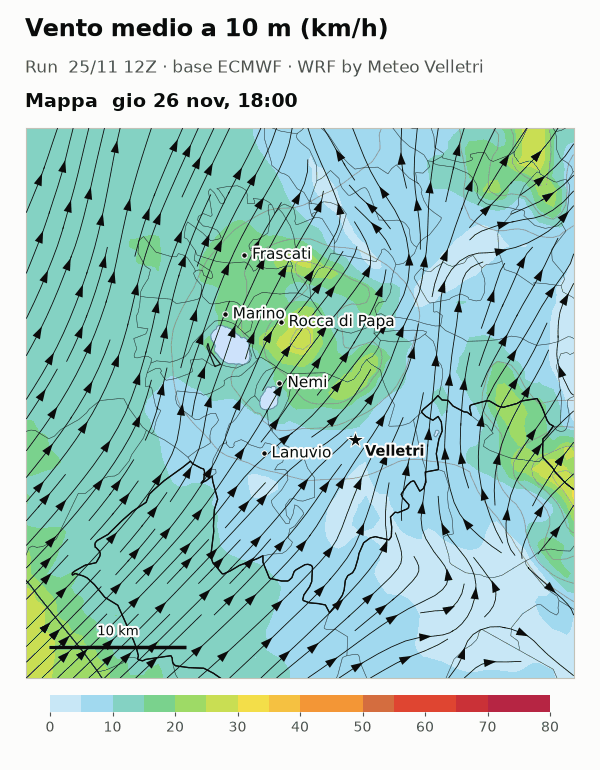 Vento medio a 10 m (km/h)
Run  25/11 12Z · base ECMWF · WRF by Meteo Velletri
Mappa  gio 26 nov, 18:00
Frascati
Marino
Rocca di Papa
Nemi
Lanuvio
Velletri
10 km
0 10 20 30 40 50 60 70 80